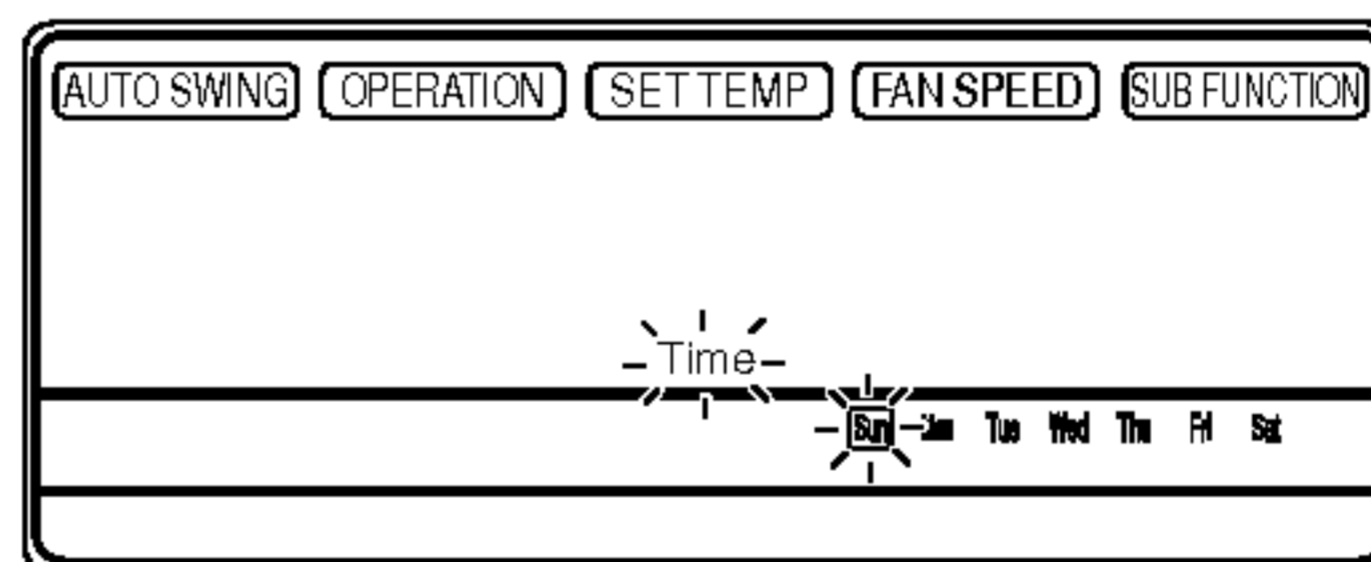 AUTO SWING OPERATION SET TEMP FAN SPEED SUB FUNCTION
Time
Sun Tue Wed Thu Fri Sat